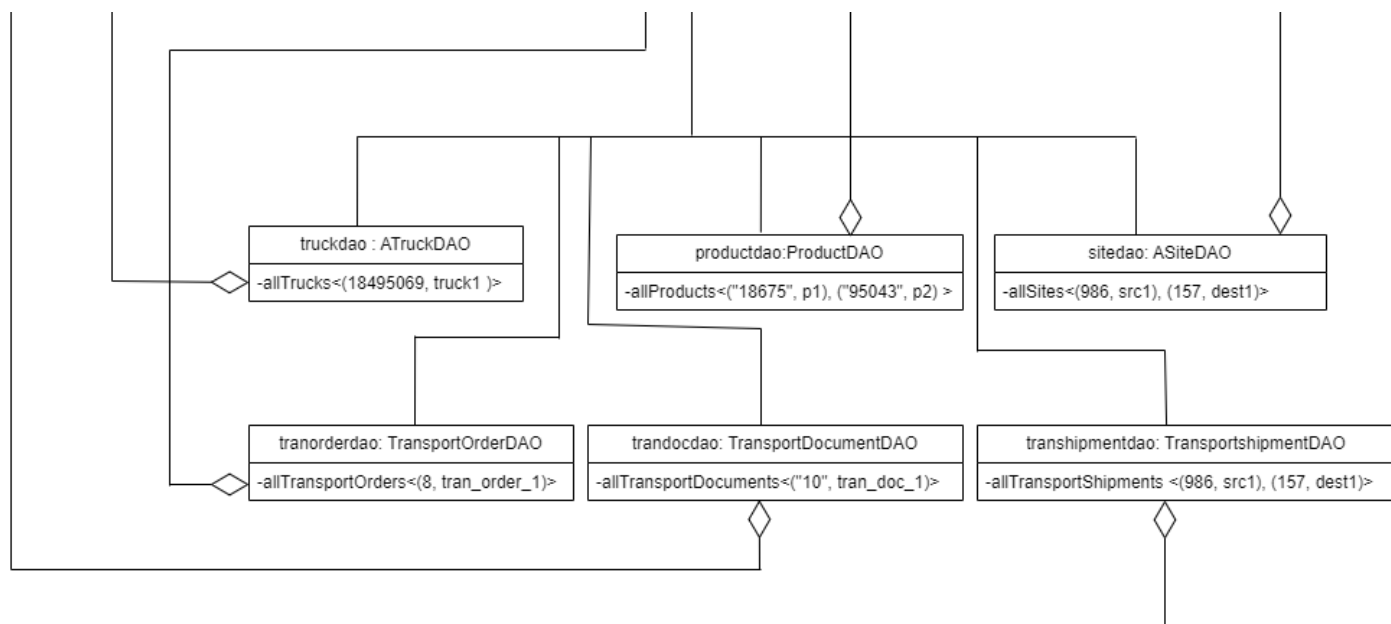 truckdao : ATruckDAO
-allTrucks<(18495069, truck1 )>
productdao:ProductDAO
-allProducts<("18675", p1), ("95043", p2) >
sitedao: ASiteDAO
-allSites<(986, src1), (157, dest1)>
tranorderdao: TransportOrderDAO
-allTransportOrders<(8, tran_order_1)>
trandocdao: TransportDocumentDAO
-allTransportDocuments<("10", tran_doc_1)>
transhipmentdao: TransportshipmentDAO
-allTransportShipments <(986, src1), (157, dest1)>